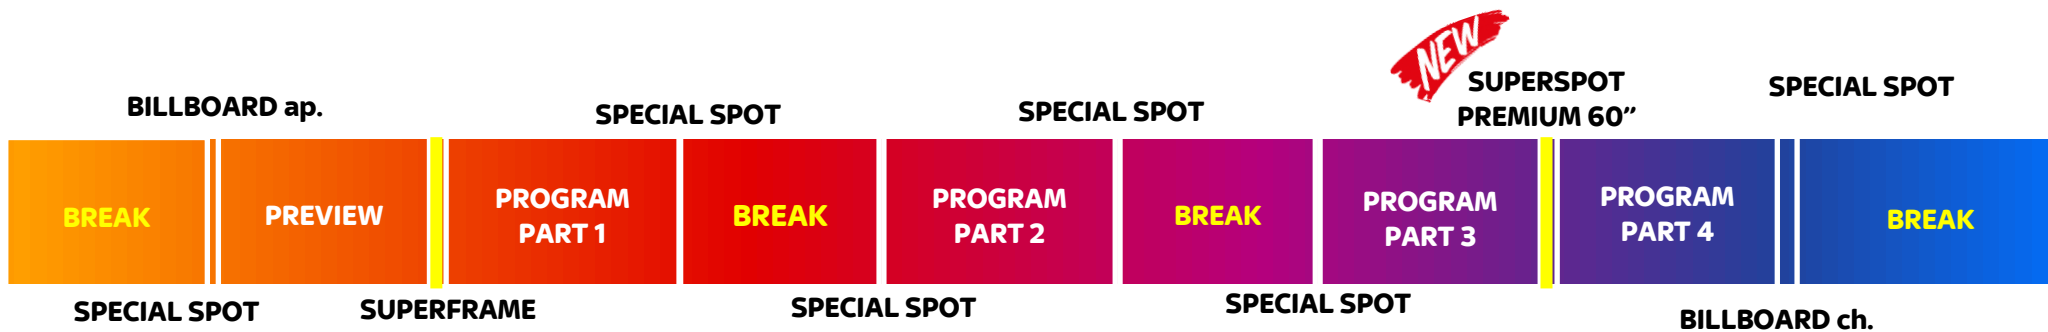 NEW
BILLBOARD ap.
SPECIAL SPOT
SPECIAL SPOT
SUPERSPOT
PREMIUM 60”
SPECIAL SPOT
BREAK
PREVIEW
PROGRAM
PART 1
BREAK
PROGRAM
PART 2
BREAK
PROGRAM
PART 3
PROGRAM
PART 4
BREAK
SPECIAL SPOT
SUPERFRAME
SPECIAL SPOT
SPECIAL SPOT
BILLBOARD ch.